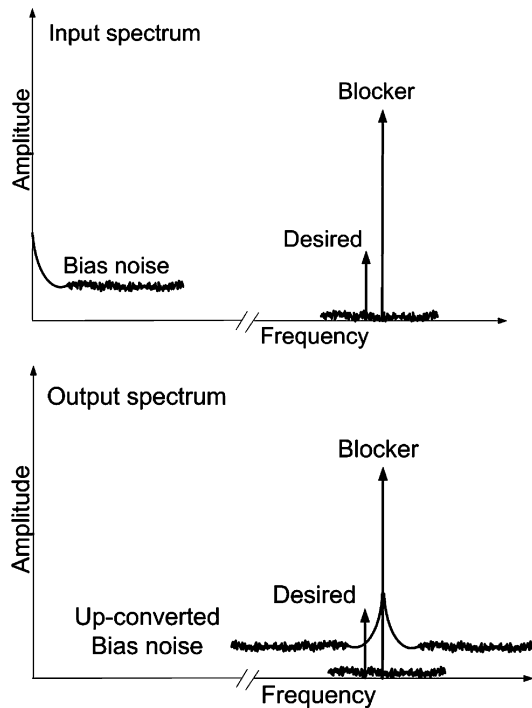 Input spectrum
Amplitude
Blocker
Desired
Bias noise
Frequency
Output spectrum
Amplitude
Blocker
Desired
Up-converted
Bias noise
Frequency